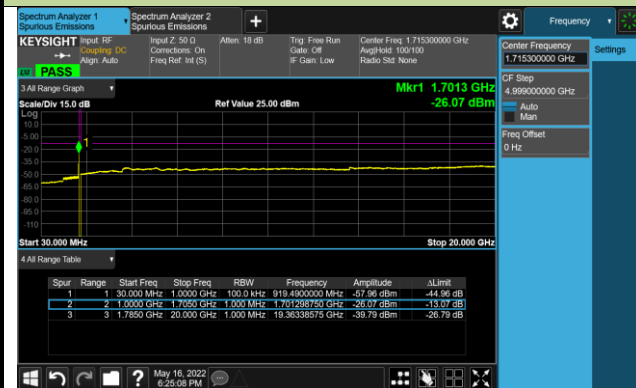 Spectrum Analyzer 1
Spurious Emissions
Spectrum Analyzer 2
Spurious Emissions
+
Frequency
KEYSIGHT
Input: RF
Coupling: DC
Align: Auto
Input Z: 50 Ω
Corrections: On
Freq Ref: Int (S)
Atten: 18 dB
Trig: Free Run
Gate: Off
IF Gain: Low
Center Freq: 1.715300000 GHz
Avg|Hold: 100/100
Radio Std: None
PASS
Center Frequency
1.715300000 GHz
Settings
CF Step
4.999000000 GHz
Auto
Man
Freq Offset
0 Hz
3 All Range Graph
Mkr1 1.7013 GHz
Scale/Div 15.0 dB
Ref Value 25.00 dBm
-26.07 dBm
Log
10.0
-5.00
-20.0
-35.0
-50.0
-65.0
-80.0
-95.0
-110
1
Start 30.000 MHz
Stop 20.000 GHz
4 All Range Table
Spur Range Start Freq Stop Freq RBW Frequency Amplitude ΔLimit
1 1 30.000 MHz 1.0000 GHz 100.0 kHz 919.4900000 MHz -57.96 dBm -44.96 dB
2 2 1.0000 GHz 1.7050 GHz 1.000 MHz 1.701298750 GHz -26.07 dBm -13.07 dB
3 3 1.7850 GHz 20.000 GHz 1.000 MHz 19.36338575 GHz -39.79 dBm -26.79 dB
?
May 16, 2022
6:25:08 PM